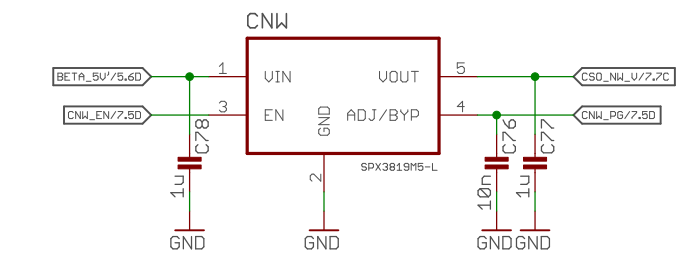 CNW
BETA_5V'/5.6D
1
VIN
VOUT
5
CSO_NW_V/7.7C
CNW_EN/7.5D
3
EN
GND
ADJ/BYP
4
CNW_PG/7.5D
C78
1u
2
SPX3819M5-L
C76
10n
C77
1u
GND
GND
GND
GND